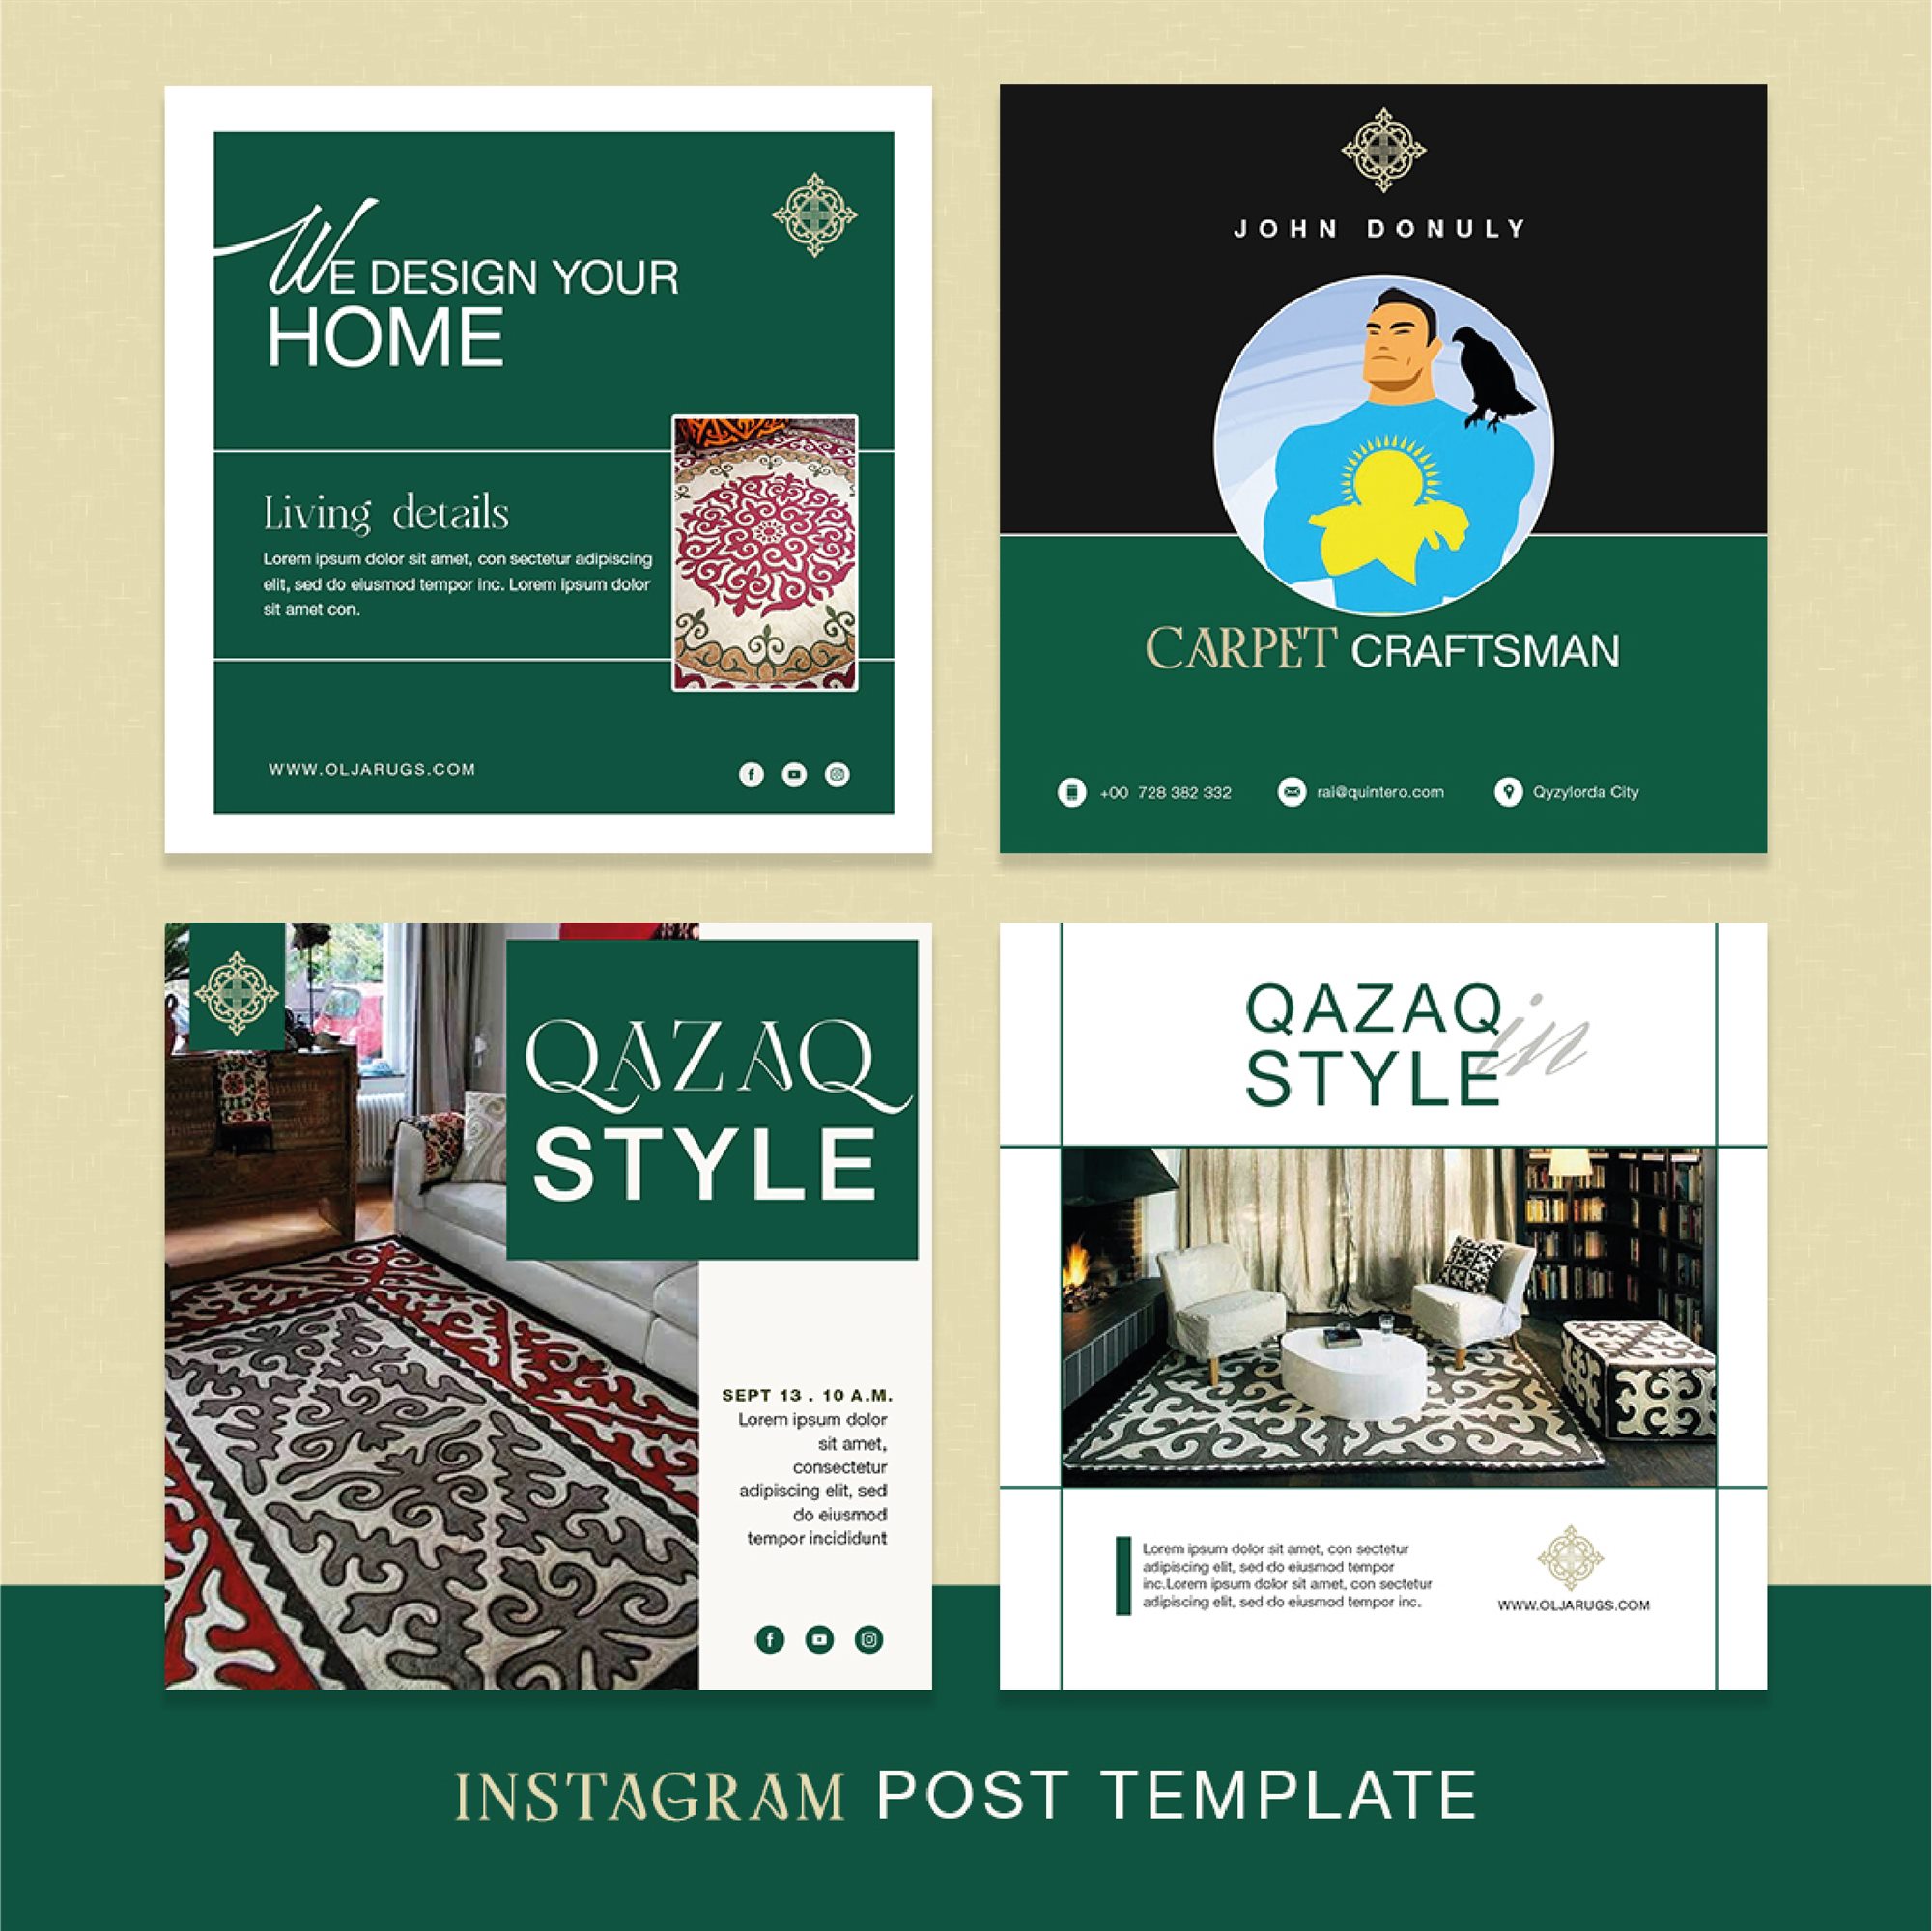 WE DESIGN YOUR
HOME
Living details
Lorem ipsum dolor sit amet, con sectetur adipiscing
elit, sed do eiusmod tempor inc. Lorem ipsum dolor
sit amet con.
WWW.OLJARUGS.COM
JOHN DONULY
CARPET CRAFTSMAN
+00 728 382 332
rai@quintero.com
Qyzylorda City
QAZAQ
STYLE
SEPT 13 . 10 A.M.
Lorem ipsum dolor
sit amet,
consectetur
adipiscing elit, sed
do eiusmod
tempor incididunt
QAZAQ
in
STYLE
Lorem ipsum dolor sit amet, con sectetur
adipiscing elit, sed do eiusmod tempor
inc.Lorem ipsum dolor sit amet, con sectetur
adipiscing elit, sed do eiusmod tempor inc.
WWW.OLJARUGS.COM
INSTAGRAM POST TEMPLATE